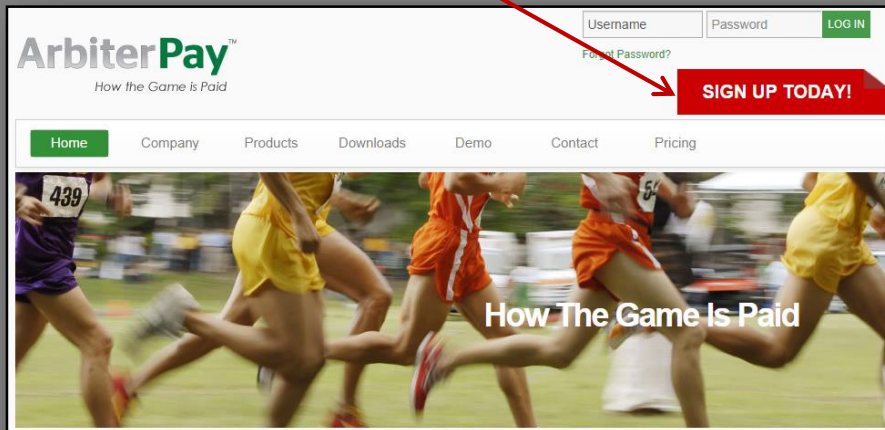 Username Password LOG IN
Forgot Password?
ArbiterPay™
How the Game is Paid
SIGN UP TODAY!
Home Company Products Downloads Demo Contact Pricing
439
How The Game Is Paid